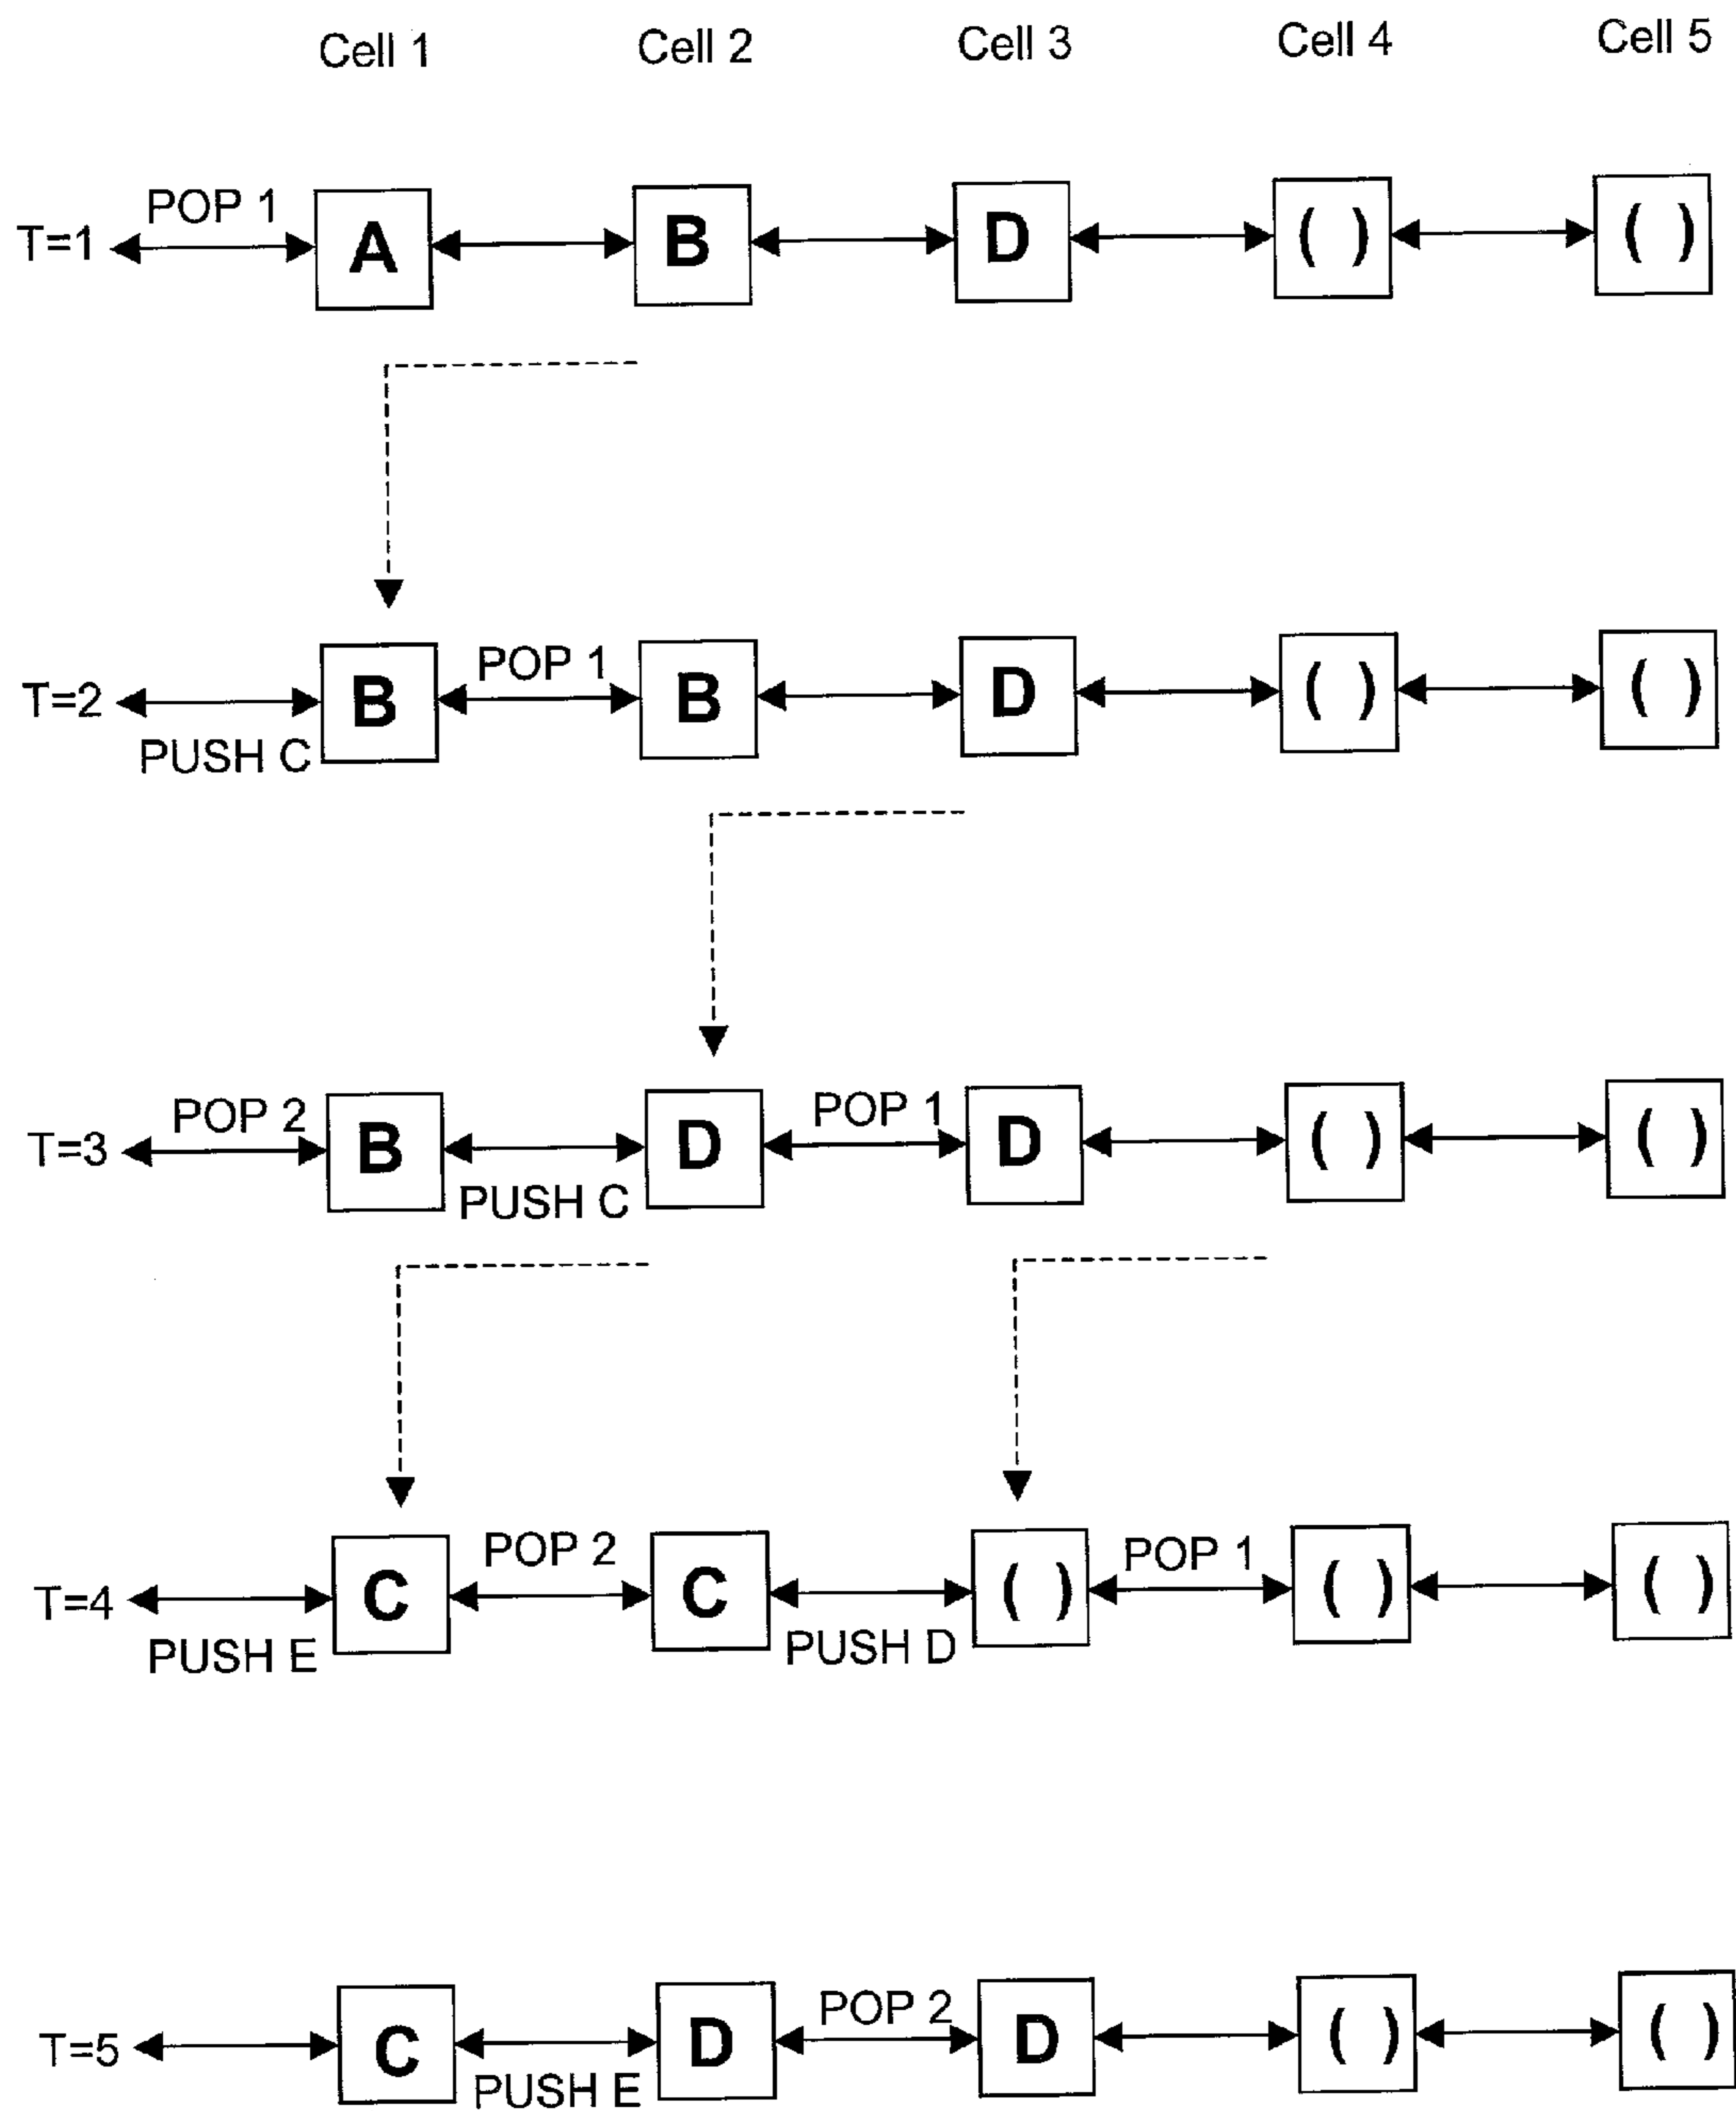 Cell 1 Cell 2 Cell 3 Cell 4 Cell 5
POP 1
T=1 A B D ( ) ( )
POP 1
T=2 B B D ( ) ( )
PUSH C
POP 2 POP 1
T=3 B D D ( ) ( )
PUSH C
POP 2 POP 1
T=4 C C ( ) ( ) ( )
PUSH E PUSH D
POP 2
T=5 C D D ( ) ( )
PUSH E